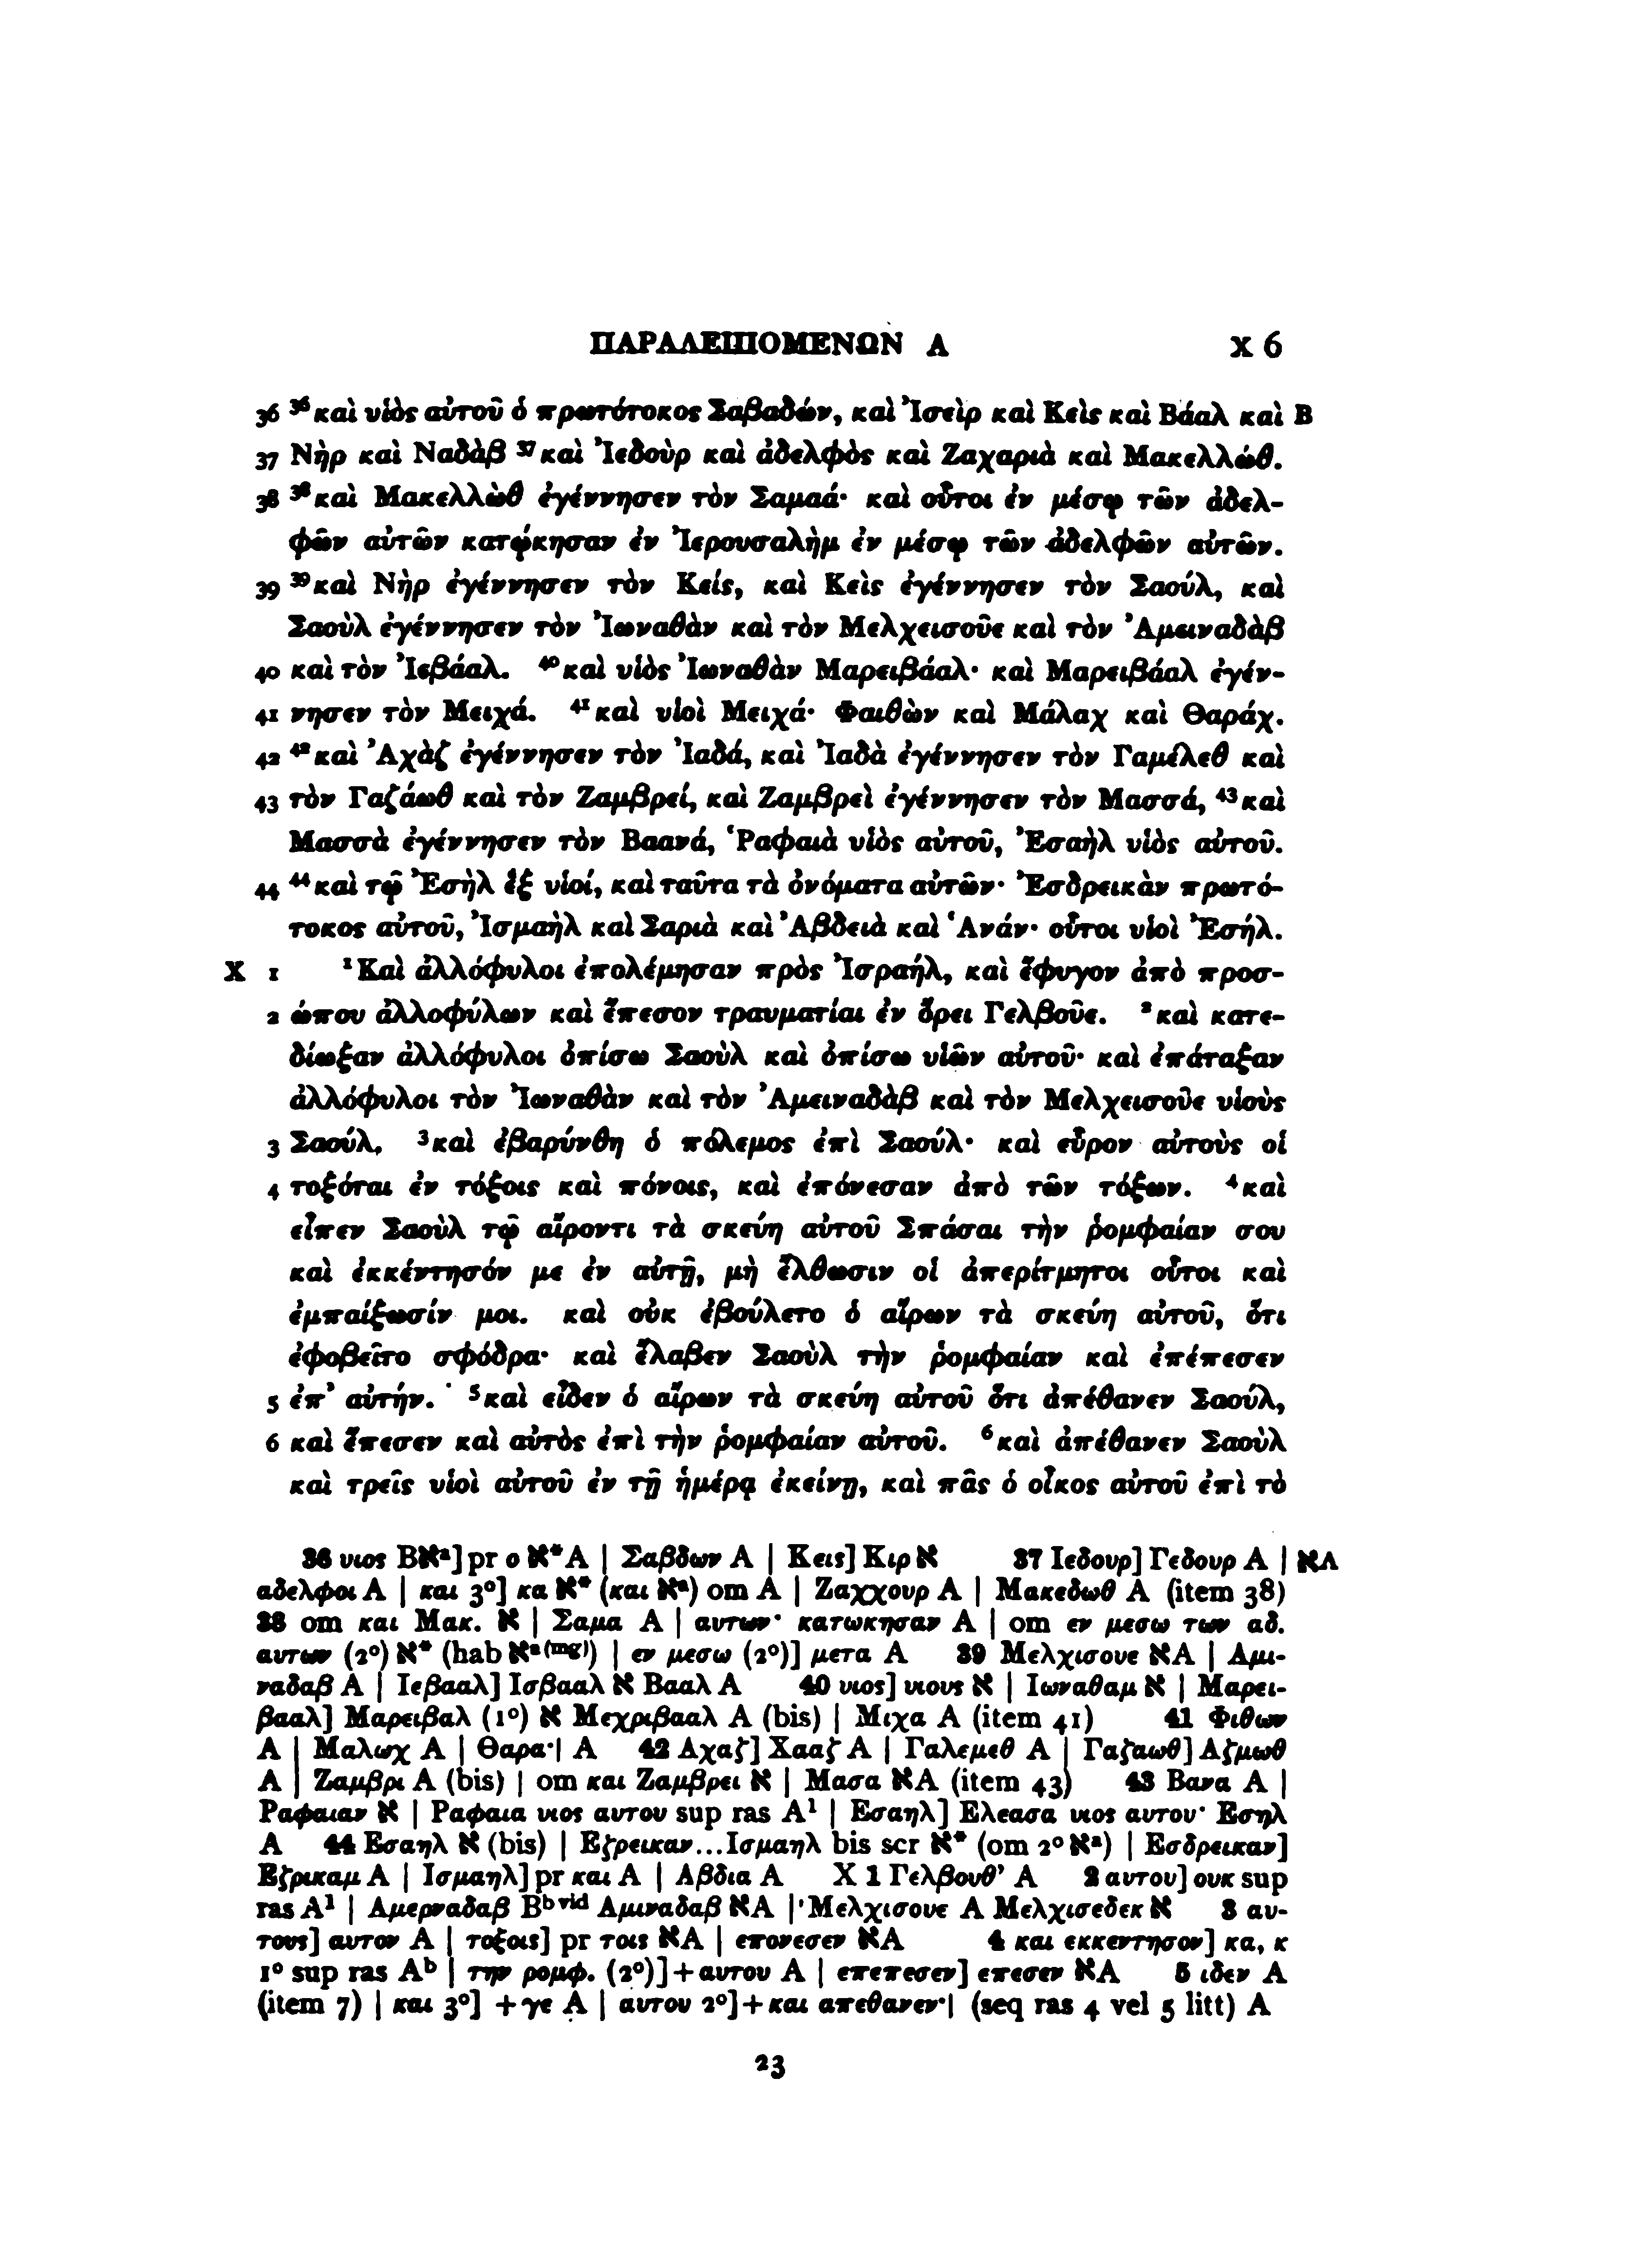 ΠΑΡΑΛΕΙΠΟΜΕΝΩΝ Α X 6
36 ³⁶καὶ υἱὸς αὐτοῦ ὁ πρωτότοκος Σαβαδών, καὶ Ἰσεὶρ καὶ Κεὶς καὶ Βάαλ καὶ B
37 Νὴρ καὶ Ναδὰβ ³⁷καὶ Ἰεδοὺρ καὶ ἀδελφὸς καὶ Ζαχαριὰ καὶ Μακελλώθ.
38 ³⁸καὶ Μακελλὼθ ἐγέννησεν τὸν Σαμαά· καὶ οὗτοι ἐν μέσῳ τῶν ἀδελ-
φῶν αὐτῶν κατῴκησαν ἐν Ἰερουσαλὴμ ἐν μέσῳ τῶν ἀδελφῶν αὐτῶν.
39 ³⁹καὶ Νὴρ ἐγέννησεν τὸν Κείς, καὶ Κεὶς ἐγέννησεν τὸν Σαούλ, καὶ
Σαοὺλ ἐγέννησεν τὸν Ἰωναθὰν καὶ τὸν Μελχεισοῦε καὶ τὸν Ἀμειναδὰβ
40 καὶ τὸν Ἰεβάαλ. ⁴⁰καὶ υἱὸς Ἰωναθὰν Μαρειβάαλ· καὶ Μαρειβάαλ ἐγέν-
41 νησεν τὸν Μειχά. ⁴¹καὶ υἱοὶ Μειχά· Φαιθὼν καὶ Μάλαχ καὶ Θαράχ.
42 ⁴²καὶ Ἀχὰζ ἐγέννησεν τὸν Ἰαδά, καὶ Ἰαδὰ ἐγέννησεν τὸν Γαμέλεθ καὶ
43 τὸν Γαζάωθ καὶ τὸν Ζαμβρεί, καὶ Ζαμβρεὶ ἐγέννησεν τὸν Μασσά, ⁴³καὶ
Μασσὰ ἐγέννησεν τὸν Βαανά, Ῥαφαιὰ υἱὸς αὐτοῦ, Ἐσαὴλ υἱὸς αὐτοῦ.
44 ⁴⁴καὶ τῷ Ἐσὴλ ἓξ υἱοί, καὶ ταῦτα τὰ ὀνόματα αὐτῶν· Ἐσδρεικὰν πρωτό-
τοκος αὐτοῦ, Ἰσμαὴλ καὶ Σαριὰ καὶ Ἀβδειὰ καὶ Ἁνάν· οὗτοι υἱοὶ Ἐσήλ.
X 1 ¹Καὶ ἀλλόφυλοι ἐπολέμησαν πρὸς Ἰσραήλ, καὶ ἔφυγον ἀπὸ προσ-
2 ώπου ἀλλοφύλων καὶ ἔπεσον τραυματίαι ἐν ὄρει Γελβοῦε. ²καὶ κατε-
δίωξαν ἀλλόφυλοι ὀπίσω Σαοὺλ καὶ ὀπίσω υἱῶν αὐτοῦ· καὶ ἐπάταξαν
ἀλλόφυλοι τὸν Ἰωναθὰν καὶ τὸν Ἀμειναδὰβ καὶ τὸν Μελχεισοῦε υἱοὺς
3 Σαούλ. ³καὶ ἐβαρύνθη ὁ πόλεμος ἐπὶ Σαούλ· καὶ εὗρον αὐτοὺς οἱ
4 τοξόται ἐν τόξοις καὶ πόνοις, καὶ ἐπόνεσαν ἀπὸ τῶν τόξων. ⁴καὶ
εἶπεν Σαοὺλ τῷ αἴροντι τὰ σκεύη αὐτοῦ Σπάσαι τὴν ῥομφαίαν σου
καὶ ἐκκέντησόν με ἐν αὐτῇ, μὴ ἔλθωσιν οἱ ἀπερίτμητοι οὗτοι καὶ
ἐμπαίξωσίν μοι. καὶ οὐκ ἐβούλετο ὁ αἴρων τὰ σκεύη αὐτοῦ, ὅτι
ἐφοβεῖτο σφόδρα· καὶ ἔλαβεν Σαοὺλ τὴν ῥομφαίαν καὶ ἐπέπεσεν
5 ἐπ᾽ αὐτήν. ⁵καὶ εἶδεν ὁ αἴρων τὰ σκεύη αὐτοῦ ὅτι ἀπέθανεν Σαούλ,
6 καὶ ἔπεσεν καὶ αὐτὸς ἐπὶ τὴν ῥομφαίαν αὐτοῦ. ⁶καὶ ἀπέθανεν Σαοὺλ
καὶ τρεῖς υἱοὶ αὐτοῦ ἐν τῇ ἡμέρᾳ ἐκείνῃ, καὶ πᾶς ὁ οἶκος αὐτοῦ ἐπὶ τὸ
36 υιος Bאᵃ] pr ο א*A | Σαβδων A | Κεις] Κιρ א 37 Ιεδουρ] Γεδουρ A | אA
αδελφοι A | και 3°] κα א* (και אᵃ) om A | Ζαχχουρ A | Μακεδωθ A (item 38)
38 om και Μακ. א | Σαμα A | αυτων· κατωκησαν A | om εν μεσω των αδ.
αυτων (2°) א* (hab אᵃ⁽ᵐᵍ⁾) | εν μεσω (2°)] μετα A 39 Μελχισουε אA | Αμι-
ναδαβ A | Ιεβααλ] Ισβααλ א Βααλ A 40 υιος] υιους א | Ιωναθαμ א | Μαρει-
βααλ] Μαρειβαλ (1°) א Μεχριβααλ A (bis) | Μιχα A (item 41) 41 Φιθων
A | Μαλωχ A | Θαρα·| A 42 Αχαζ] Χααζ A | Γαλεμεθ A | Γαζαωθ] Αζμωθ
A | Ζαμβρι A (bis) | om και Ζαμβρει א | Μασα אA (item 43) 43 Βανα A |
Ραφαιαν א | Ραφαια υιος αυτου sup ras A¹ | Εσαηλ] Ελεασα υιος αυτου· Εσηλ
A 44 Εσαηλ א (bis) | Εζρεικαν...Ισμαηλ bis scr א* (om 2° אᵃ) | Εσδρεικαν]
Εζρικαμ A | Ισμαηλ] pr και A | Αβδια A X 1 Γελβουθ’ A 2 αυτου] ουκ sup
ras A¹ | Αμερναδαβ Bᵇ ᵛⁱᵈ Αμιναδαβ אA | Μελχισουε A Μελχισεδεκ א 3 αυ-
τους] αυτον A | τοξοις] pr τοις אA | επονεσεν אA 4 και εκκεντησον] κα, κ
1° sup ras Aᵇ | την ρομφ. (2°)]+αυτου A | επεπεσεν] επεσεν אA 5 ιδεν A
(item 7) | και 3°] +γε A | αυτου 2°]+και απεθανεν·| (seq ras 4 vel 5 litt) A
23